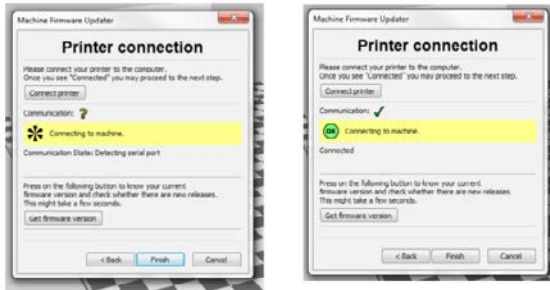 Machine Firmware Updater
Printer connection
Please connect your printer to the computer.
Once you see "Connected" you may proceed to the next step.
Connect printer
Communication: ?
Connecting to machine.
Communication State: Detecting serial port
Press on the following button to know your current
firmware version and check whether there are new releases.
This might take a few seconds.
Get firmware version
< Back
Finish
Cancel
Machine Firmware Updater
Printer connection
Please connect your printer to the computer.
Once you see "Connected" you may proceed to the next step.
Connect printer
Communication: ✓
OK Connecting to machine.
Connected
Press on the following button to know your current
firmware version and check whether there are new releases.
This might take a few seconds.
Get firmware version
< Back
Finish
Cancel